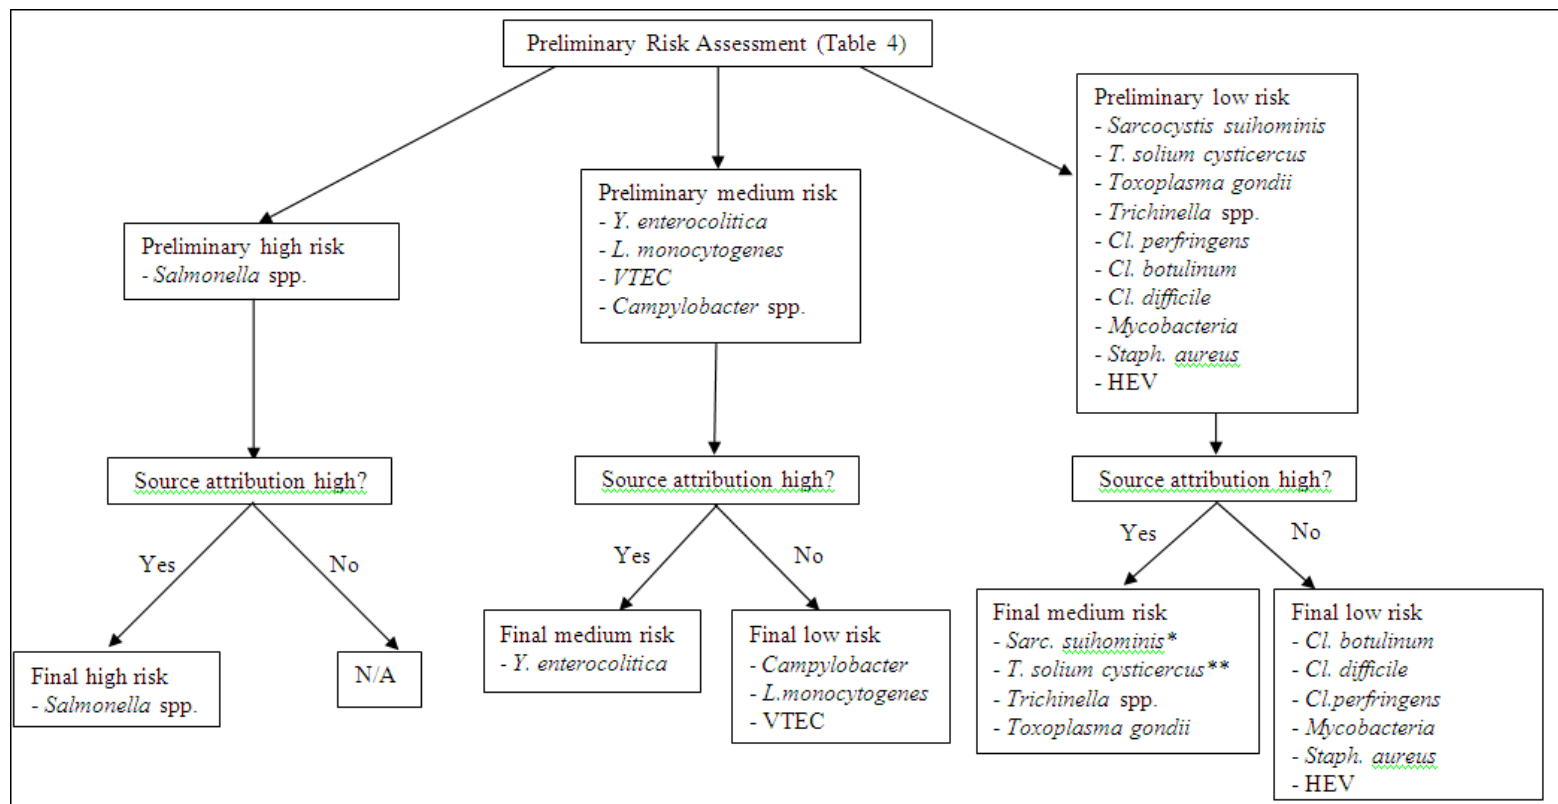 Preliminary Risk Assessment (Table 4)
Preliminary high risk
- Salmonella spp.
Preliminary medium risk
- Y. enterocolitica
- L. monocytogenes
- VTEC
- Campylobacter spp.
Preliminary low risk
- Sarcocystis suihominis
- T. solium cysticercus
- Toxoplasma gondii
- Trichinella spp.
- Cl. perfringens
- Cl. botulinum
- Cl. difficile
- Mycobacteria
- Staph. aureus
- HEV
Source attribution high?
Source attribution high?
Source attribution high?
Yes
No
Yes
No
Yes
No
Final high risk
- Salmonella spp.
N/A
Final medium risk
- Y. enterocolitica
Final low risk
- Campylobacter
- L.monocytogenes
- VTEC
Final medium risk
- Sarc. suihominis*
- T. solium cysticercus**
- Trichinella spp.
- Toxoplasma gondii
Final low risk
- Cl. botulinum
- Cl. difficile
- Cl.perfringens
- Mycobacteria
- Staph. aureus
- HEV